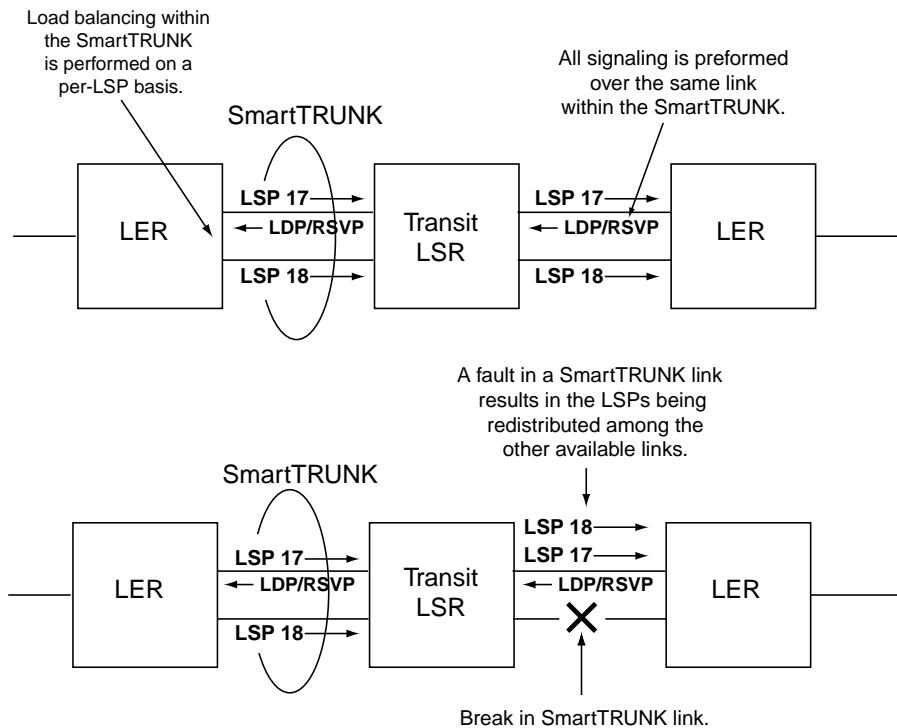 Load balancing within
the SmartTRUNK
is performed on a
per-LSP basis.
All signaling is preformed
over the same link
within the SmartTRUNK.
SmartTRUNK
LER
LSP 17
LDP/RSVP
LSP 18
Transit
LSR
LSP 17
LDP/RSVP
LSP 18
LER
A fault in a SmartTRUNK link
results in the LSPs being
redistributed among the
other available links.
SmartTRUNK
LER
LSP 17
LDP/RSVP
LSP 18
Transit
LSR
LSP 18
LSP 17
LDP/RSVP
LER
Break in SmartTRUNK link.